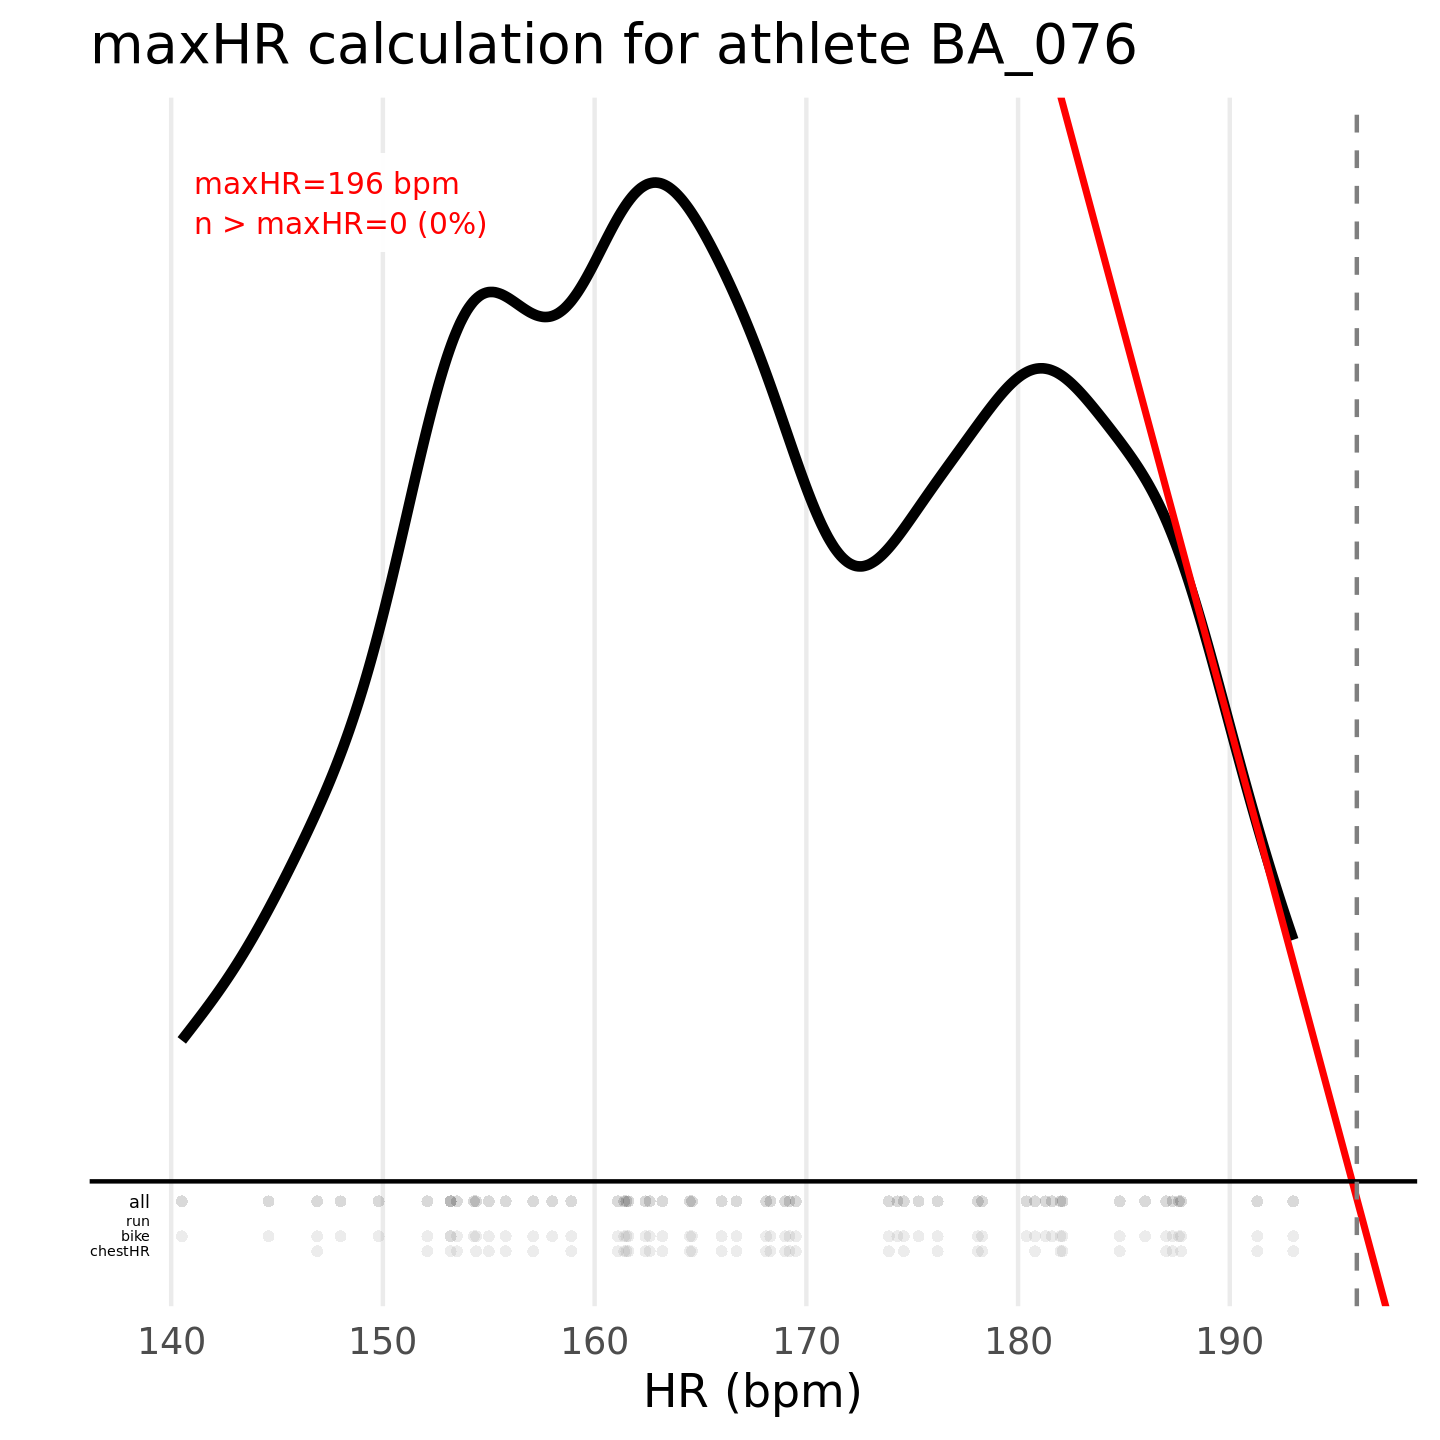 maxHR calculation for athlete BA_076
maxHR=196 bpm
n > maxHR=0 (0%)
all
run
bike
chestHR
140 150 160 170 180 190
HR (bpm)